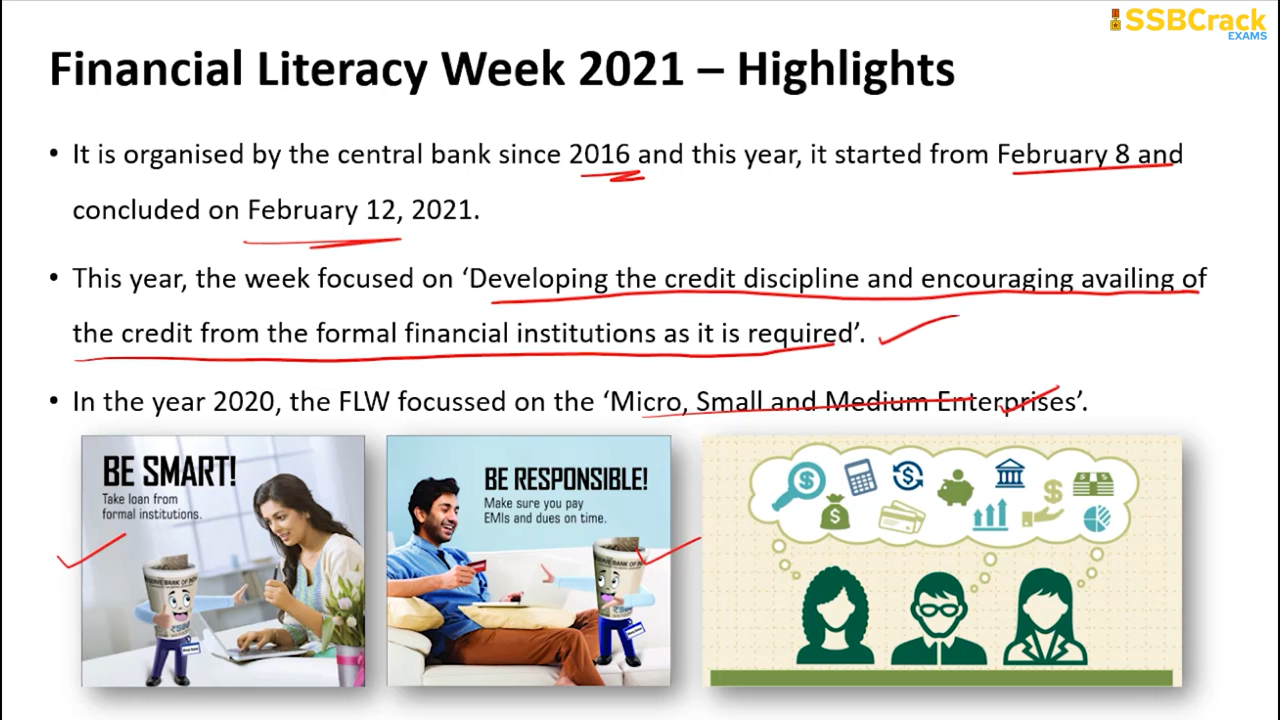 SSBCrack
EXAMS
Financial Literacy Week 2021 – Highlights
• It is organised by the central bank since 2016 and this year, it started from February 8 and
concluded on February 12, 2021.
• This year, the week focused on ‘Developing the credit discipline and encouraging availing of
the credit from the formal financial institutions as it is required’.
• In the year 2020, the FLW focussed on the ‘Micro, Small and Medium Enterprises’.
BE SMART!
Take loan from
formal institutions.
BE RESPONSIBLE!
Make sure you pay
EMIs and dues on time.